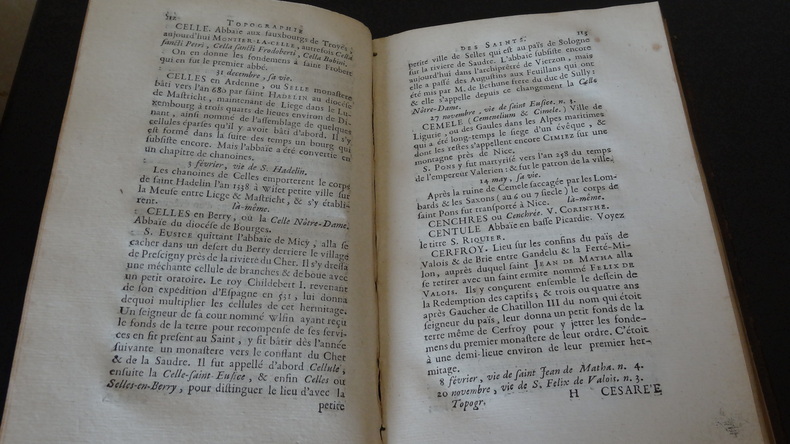 112 TOPOGRAPHIE
CELLE. Abbaïe aux fauxbourgs de Troyes,
aujourd'hui MONTIER-LA-CELLE, autrefois Cella
sancti Petri, Cella sancti Frodoberti, Cella Bobini.
On en donne les fondemens à saint Frobert
qui en fut le premier abbé.
31 decembre, sa vie.
CELLES en Ardenne, ou SELLE monastere
bâti vers l'an 680 par saint HADELIN au diocèse
de Mastricht, maintenant de Liege dans le Lu-
xembourg à trois quarts de lieues environ de Di-
nant, ainsi nommé de l'assemblage de quelques
cellules éparses qu'il y avoit bâti d'abord. Il s'y
est formé dans la suite des temps un bourg qui
subsiste encore. Mais l'abbaïe a été convertie en
un chapitre de chanoines.
3 février, vie de S. Hadelin.
Les chanoines de Celles emporterent le corps
de saint Hadelin l'an 1338 à Wiset petite ville sur
la Meuse entre Liege & Mastricht, & s'y établi-
rent. là-même.
CELLES en Berry, ou la Celle Nôtre-Dame.
Abbaïe du diocèse de Bourges.
S. EUSICE quittant l'abbaïe de Micy, alla se
cacher dans un desert du Berry derriere le village
de Prescigny près de la riviere du Cher. Il s'y dressa
une méchante cellule de branches & de boue avec
un petit oratoire. Le roy Childebert I. revenant
de son expedition d'Espagne en 531, lui donna
dequoi multiplier les cellules de cet hermitage.
Un seigneur de sa cour nommé Wlfin ayant reçu
le fonds de la terre pour recompense de ses servi-
ces en fit present au Saint, y fit bâtir dès l'année
suivante un monastere vers le confiant du Cher
& de la Saudre. Il fut appellé d'abord Cellule,
ensuite la Celle-saint Eusice, & enfin Celles ou
Selles-en-Berry, pour distinguer le lieu d'avec la
petite
DES SAINTS. 113
petite ville de Selles qui est au païs de Sologne
sur la riviere de Saudre. L'abbaïe subsiste encore
aujourd'hui dans l'archiprêtré de Vierzon, mais
elle a passé des Augustins aux Feuillans qui ont
été mis par M. de Bethune frere du duc de Sully:
& elle s'appelle depuis ce changement la Celle
Nôtre-Dame.
27 novembre, vie de saint Eusice. n. 1.
CEMELE (Cemenelium & Cimele.) Ville de
Ligurie, ou des Gaules dans les Alpes maritimes
qui a été long-temps le siege d'un évêque, &
dont les restes s'appellent encore CIMIEZ sur une
montagne près de Nice.
S. PONS y fut martyrisé vers l'an 258 du temps
de l'empereur Valerien: & fut le patron de la ville.
14 may, sa vie.
Après la ruine de Cemele saccagée par les Lom-
bards & les Saxons (au 6 ou 7 siecle) le corps de
saint Pons fut transporté à Nice. là-même.
CENCHRES ou Cenchrée. V. CORINTHE.
CENTULE Abbaïe en basse Picardie. Voyez
le titre S. RIQUIER.
CERFROY. Lieu sur les confins du païs de
Valois & de Brie entre Gandelu & la Ferté-Mi-
lon, auprès duquel saint JEAN DE MATHA alla
se retirer avec un saint ermite nommé FELIX DE
VALOIS. Ils y conçurent ensemble le dessein de
la Redemption des captifs; & trois ou quatre ans
après Gaucher de Chatillon III du nom qui étoit
seigneur du païs, leur donna un petit fonds de la
terre même de Cerfroy pour y jetter les fonde-
mens du premier monastere de leur ordre. C'étoit
à une demi-lieue environ de leur premier her-
mitage.
8 février, vie de saint Jean de Matha. n. 4.
20 novembre, vie de S. Felix de Valois. n. 3.
Topogr. H CESARE'E